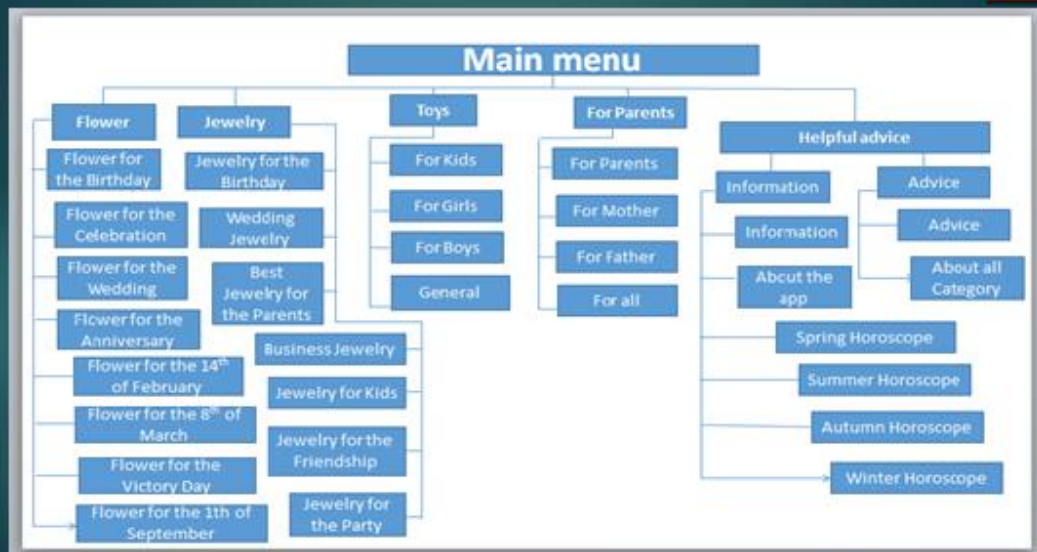 Main menu
Flower
Flower for
the Birthday
Flower for the
Celebration
Flower for the
Wedding
Flower for the
Anniversary
Flower for the 14th
of February
Flower for the 8th of
March
Flower for the
Victory Day
Flower for the 1th of
September
Jewelry
Jewelry for the
Birthday
Wedding
Jewelry
Best
Jewelry for
the Parents
Business Jewelry
Jewelry for Kids
Jewelry for the
Friendship
Jewelry for
the Party
Toys
For Kids
For Girls
For Boys
General
For Parents
For Parents
For Mother
For Father
For all
Helpful advice
Information
Information
About the
app
Spring Horoscope
Summer Horoscope
Autumn Horoscope
Winter Horoscope
Advice
Advice
About all
Category